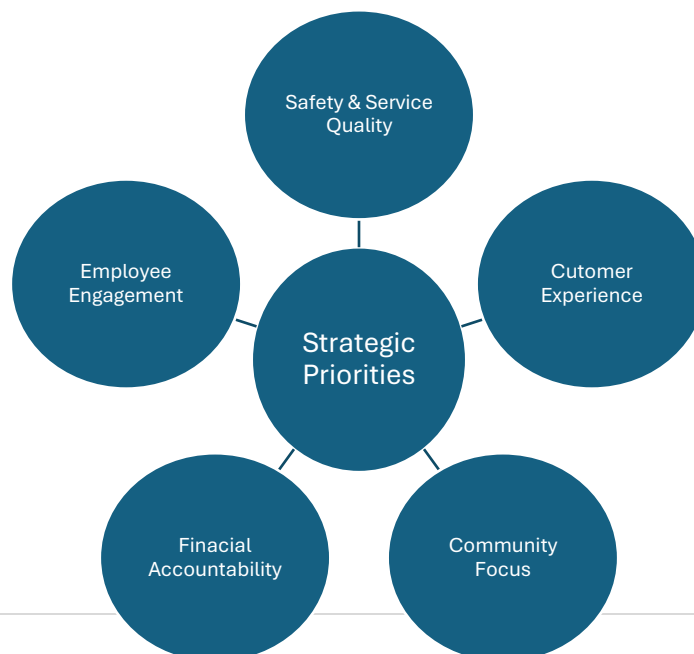 Safety & Service
Quality
Employee
Engagement
Cutomer
Experience
Strategic
Priorities
Finacial
Accountability
Community
Focus